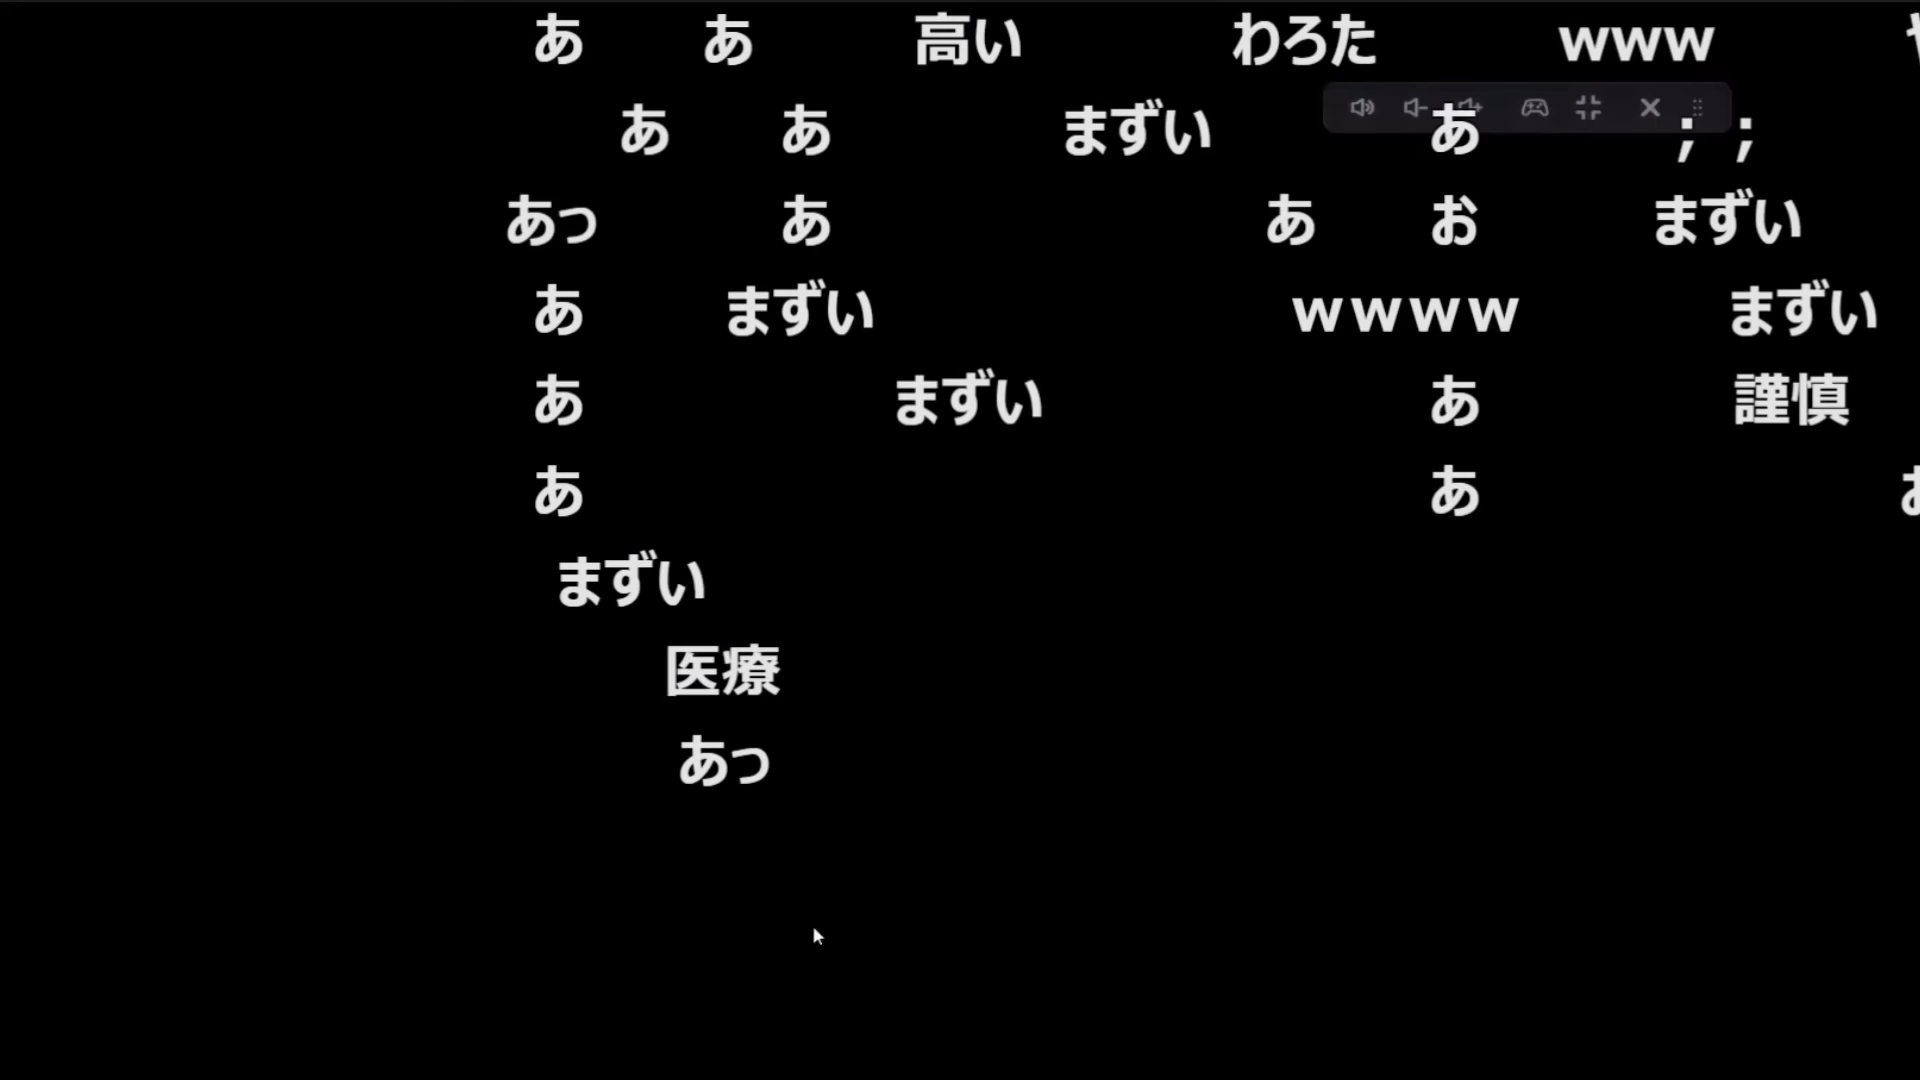 あ あ 高い わろた www
あ あ まずい あ ; ;
あっ あ あ お まずい
あ まずい wwww まずい
あ まずい あ 謹慎
あ あ
まずい
医療
あっ